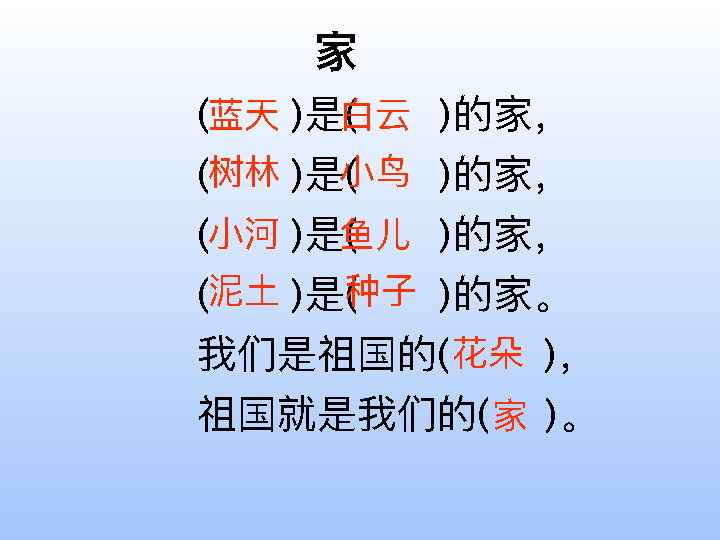 家
(蓝天)是(白云)的家，
(树林)是(小鸟)的家，
(小河)是(鱼儿)的家，
(泥土)是(种子)的家。
我们是祖国的(花朵)，
祖国就是我们的(家)。